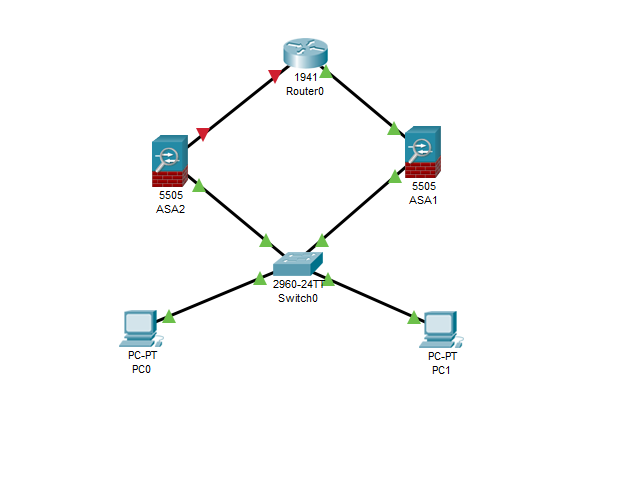 1941
Router0
5505
ASA2
5505
ASA1
2960-24TT
Switch0
PC-PT
PC0
PC-PT
PC1